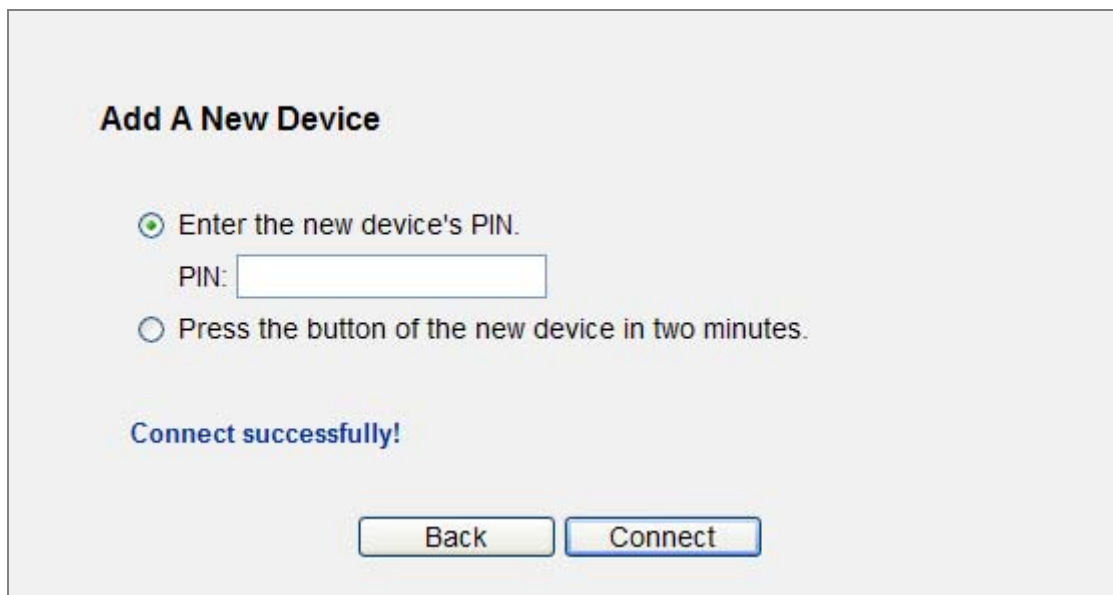 Add A New Device
Enter the new device's PIN.
PIN:
Press the button of the new device in two minutes.
Connect successfully!
Back Connect